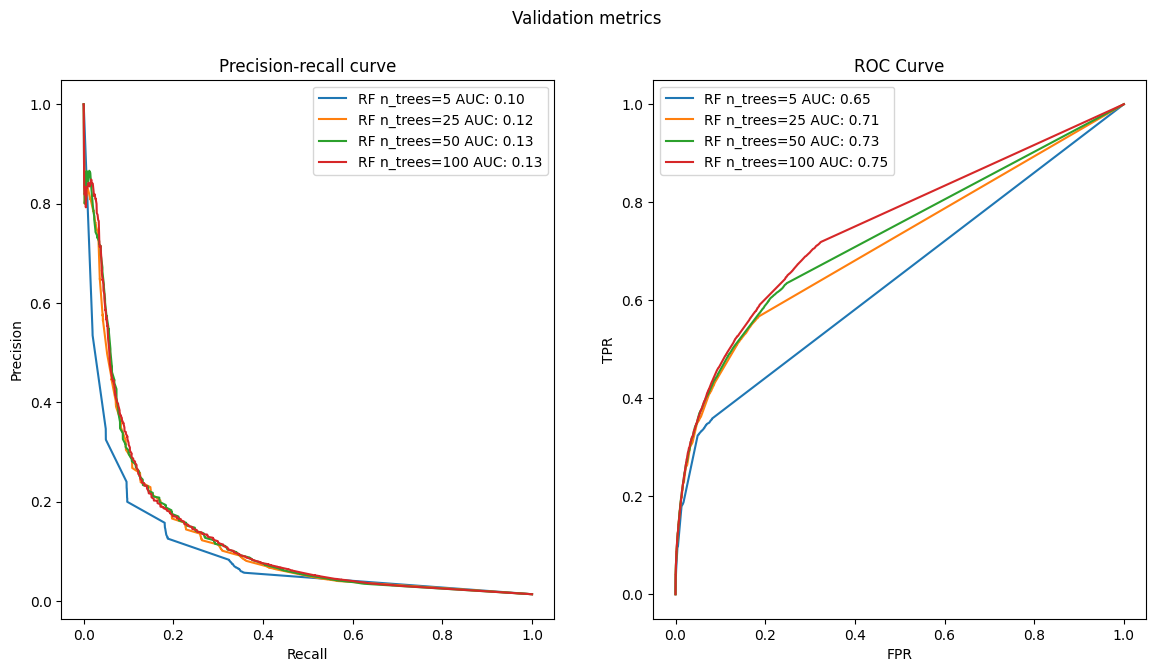 Validation metrics
Precision-recall curve
RF n_trees=5 AUC: 0.10
RF n_trees=25 AUC: 0.12
RF n_trees=50 AUC: 0.13
RF n_trees=100 AUC: 0.13
1.0
0.8
0.6
0.4
0.2
0.0
Precision
0.0 0.2 0.4 0.6 0.8 1.0
Recall
ROC Curve
RF n_trees=5 AUC: 0.65
RF n_trees=25 AUC: 0.71
RF n_trees=50 AUC: 0.73
RF n_trees=100 AUC: 0.75
1.0
0.8
0.6
0.4
0.2
0.0
TPR
0.0 0.2 0.4 0.6 0.8 1.0
FPR